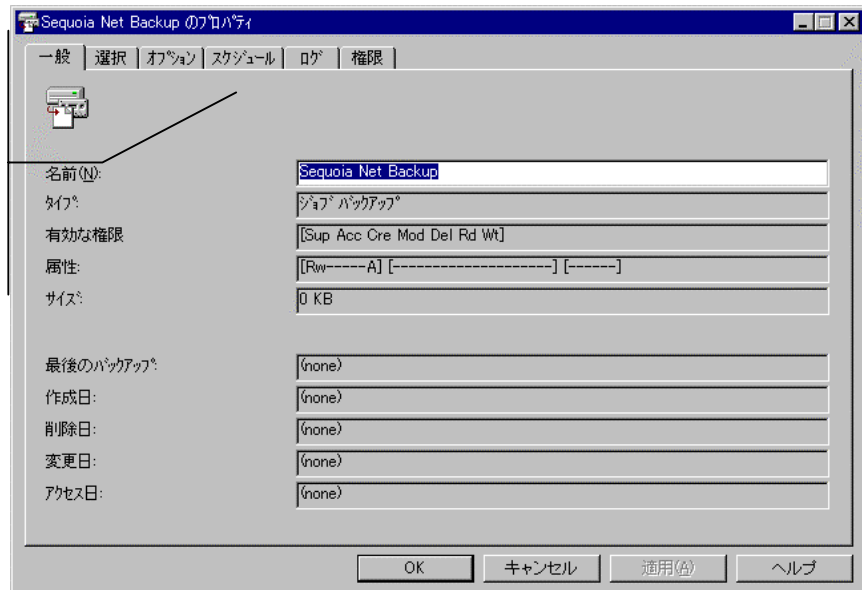 Sequoia Net Backup のﾌﾟﾛﾊﾟﾃｨ
一般 選択 ｵﾌﾟｼｮﾝ ｽｹｼﾞｭｰﾙ ﾛｸﾞ 権限
名前(N): Sequoia Net Backup
ﾀｲﾌﾟ: ｼﾞｮﾌﾞ ﾊﾞｯｸｱｯﾌﾟ
有効な権限 [Sup Acc Cre Mod Del Rd Wt]
属性: [Rw-----A] [--------------------] [------]
ｻｲｽﾞ: 0 KB
最後のﾊﾞｯｸｱｯﾌﾟ: (none)
作成日: (none)
削除日: (none)
変更日: (none)
ｱｸｾｽ日: (none)
OK キャンセル 適用(A) ヘルプ